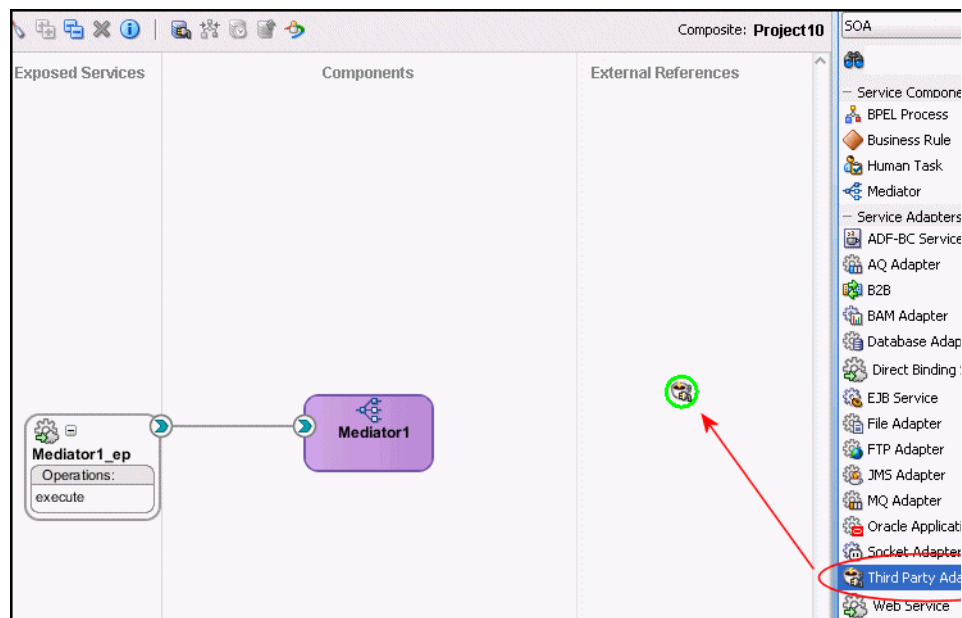 Composite: Project10
Exposed Services
Components
External References
Mediator1
Mediator1_ep
Operations:
execute
SOA
Service Compone
BPEL Process
Business Rule
Human Task
Mediator
Service Adapters
ADF-BC Service
AQ Adapter
B2B
BAM Adapter
Database Adap
Direct Binding
EJB Service
File Adapter
FTP Adapter
JMS Adapter
MQ Adapter
Oracle Applicati
Socket Adapter
Third Party Ada
Web Service